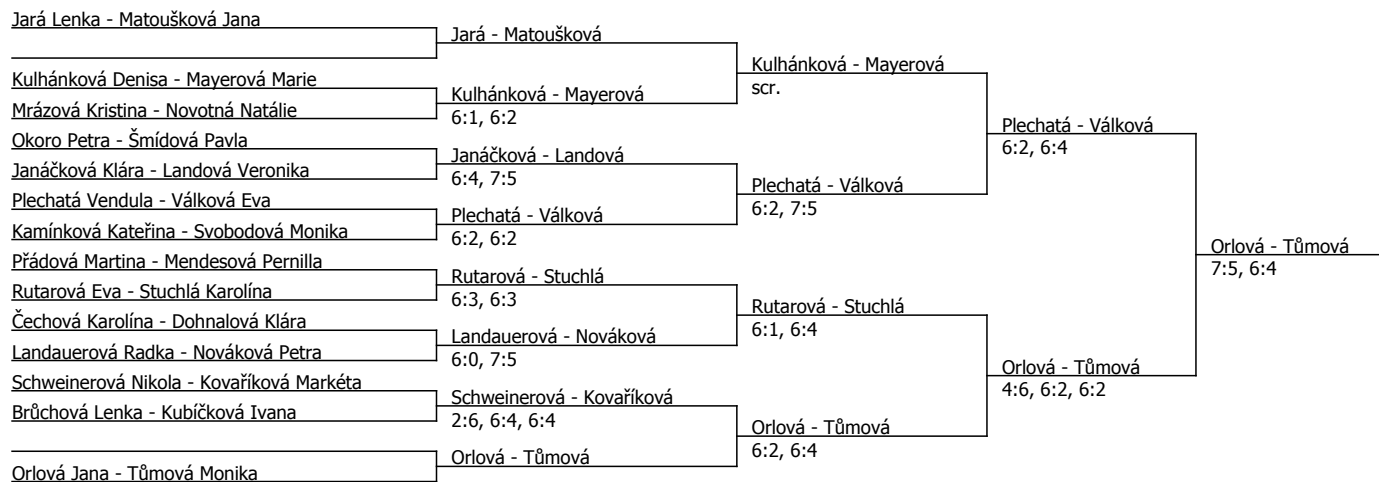 Jará Lenka - Matoušková Jana
Kulhánková Denisa - Mayerová Marie
Mrázová Kristina - Novotná Natálie
Okoro Petra - Šmídová Pavla
Janáčková Klára - Landová Veronika
Plechatá Vendula - Válková Eva
Kamínková Kateřina - Svobodová Monika
Přádová Martina - Mendesová Pernilla
Rutarová Eva - Stuchlá Karolína
Čechová Karolína - Dohnalová Klára
Landauerová Radka - Nováková Petra
Schweinerová Nikola - Kovaříková Markéta
Brůchová Lenka - Kubíčková Ivana
Orlová Jana - Tůmová Monika
Jará - Matoušková
Kulhánková - Mayerová
6:1, 6:2
Janáčková - Landová
6:4, 7:5
Plechatá - Válková
6:2, 6:2
Rutarová - Stuchlá
6:3, 6:3
Landauerová - Nováková
6:0, 7:5
Schweinerová - Kovaříková
2:6, 6:4, 6:4
Orlová - Tůmová
Kulhánková - Mayerová
scr.
Plechatá - Válková
6:2, 7:5
Rutarová - Stuchlá
6:1, 6:4
Orlová - Tůmová
6:2, 6:4
Plechatá - Válková
6:2, 6:4
Orlová - Tůmová
4:6, 6:2, 6:2
Orlová - Tůmová
7:5, 6:4